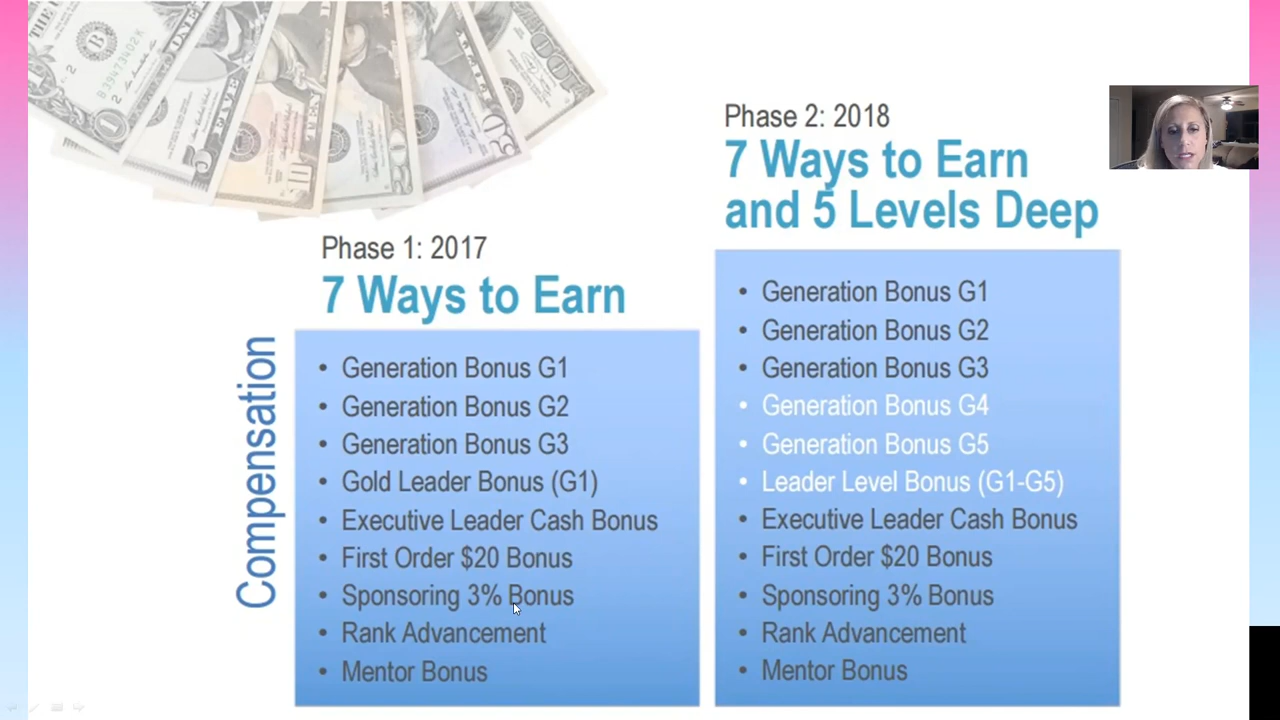 Phase 1: 2017
7 Ways to Earn
Compensation
• Generation Bonus G1
• Generation Bonus G2
• Generation Bonus G3
• Gold Leader Bonus (G1)
• Executive Leader Cash Bonus
• First Order $20 Bonus
• Sponsoring 3% Bonus
• Rank Advancement
• Mentor Bonus
Phase 2: 2018
7 Ways to Earn
and 5 Levels Deep
• Generation Bonus G1
• Generation Bonus G2
• Generation Bonus G3
• Generation Bonus G4
• Generation Bonus G5
• Leader Level Bonus (G1-G5)
• Executive Leader Cash Bonus
• First Order $20 Bonus
• Sponsoring 3% Bonus
• Rank Advancement
• Mentor Bonus